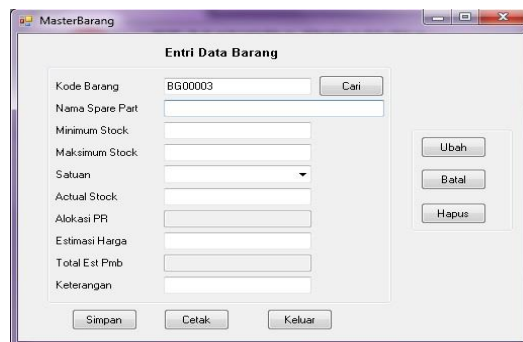 MasterBarang
Entri Data Barang
Kode Barang BG00003 Cari
Nama Spare Part
Minimum Stock
Maksimum Stock
Satuan
Actual Stock
Alokasi PR
Estimasi Harga
Total Est Pmb
Keterangan
Ubah
Batal
Hapus
Simpan Cetak Keluar